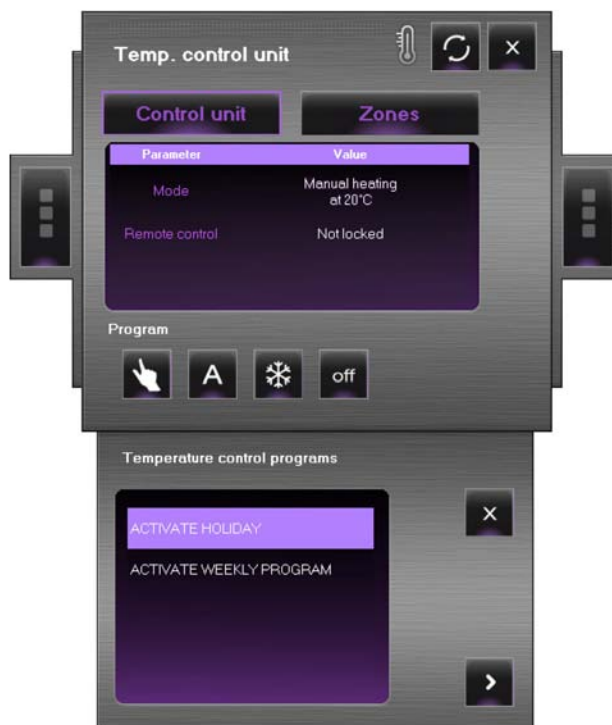 Temp. control unit
X
Control unit
Zones
Parameter Value
Mode Manual heating
at 20°C
Remote control Not locked
Program
A
off
Temperature control programs
X
ACTIVATE HOLIDAY
ACTIVATE WEEKLY PROGRAM